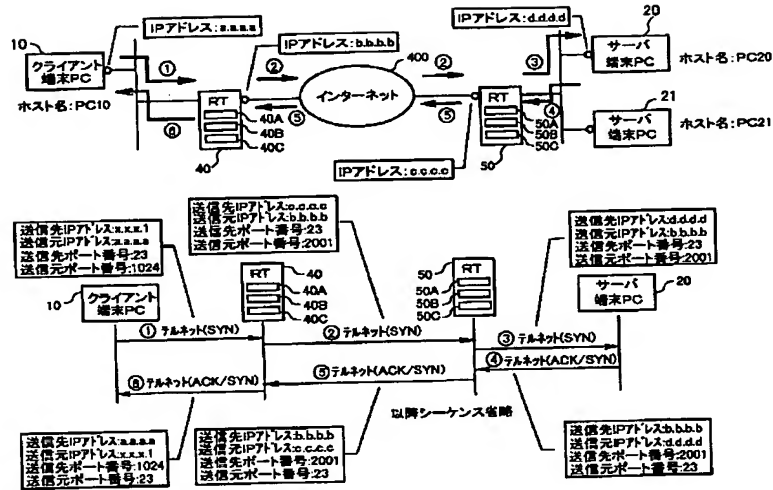 IPアドレス:a.a.a.a
10
クライアント
端末PC
ホスト名:PC10
①
⑥
IPアドレス:b.b.b.b
②
⑤
RT
40A
40B
40C
40
インターネット
400
②
⑤
IPアドレス:c.c.c.c
RT
50A
50B
50C
50
③
④
IPアドレス:d.d.d.d
20
サーバ
端末PC
ホスト名:PC20
21
サーバ
端末PC
ホスト名:PC21
送信先IPアドレス:x.x.x.1
送信元IPアドレス:a.a.a.a
送信先ポート番号:23
送信元ポート番号:1024
送信先IPアドレス:c.c.c.c
送信元IPアドレス:b.b.b.b
送信先ポート番号:23
送信元ポート番号:2001
送信先IPアドレス:d.d.d.d
送信元IPアドレス:b.b.b.b
送信先ポート番号:23
送信元ポート番号:2001
10
クライアント
端末PC
RT
40
40A
40B
40C
50
RT
50A
50B
50C
サーバ
端末PC
20
①テルネット(SYN)
②テルネット(SYN)
③テルネット(SYN)
④テルネット(ACK/SYN)
⑤テルネット(ACK/SYN)
⑥テルネット(ACK/SYN)
以降シーケンス省略
送信先IPアドレス:a.a.a.a
送信元IPアドレス:x.x.x.1
送信先ポート番号:1024
送信元ポート番号:23
送信先IPアドレス:b.b.b.b
送信元IPアドレス:c.c.c.c
送信先ポート番号:2001
送信元ポート番号:23
送信先IPアドレス:b.b.b.b
送信元IPアドレス:d.d.d.d
送信先ポート番号:2001
送信元ポート番号:23